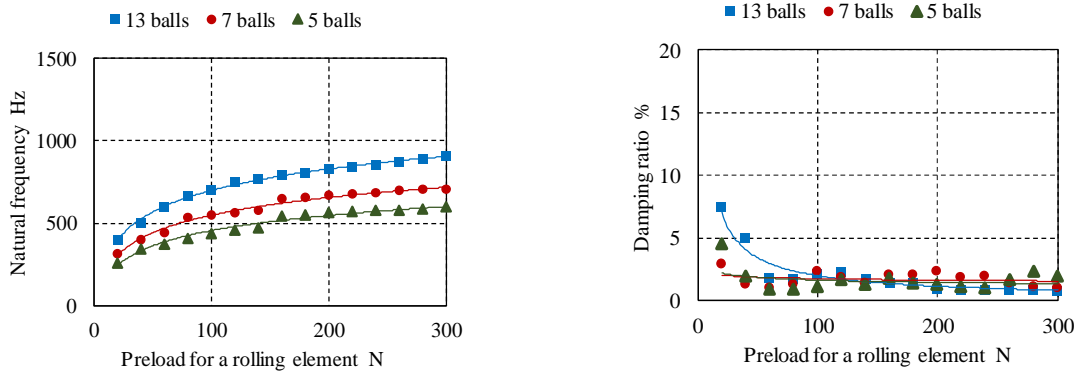 13 balls 7 balls 5 balls
1500
1000
500
0
0 100 200 300
Natural frequency Hz
Preload for a rolling element N
13 balls 7 balls 5 balls
20
15
10
5
0
0 100 200 300
Damping ratio %
Preload for a rolling element N